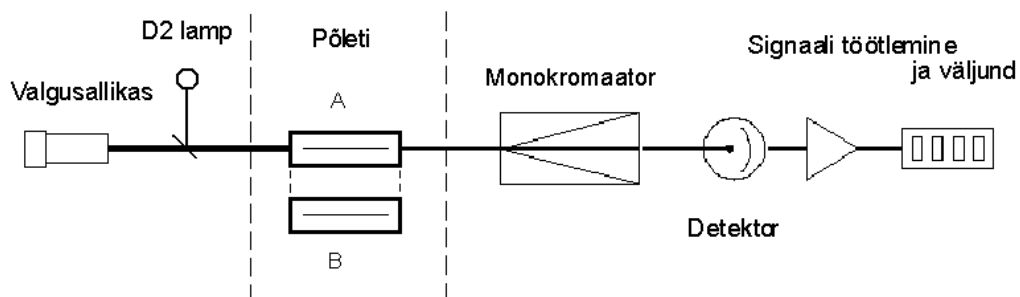 D2 lamp
Põleti
Signaali töötlemine
ja väljund
Valgusallikas
A
Monokromaator
Detektor
B